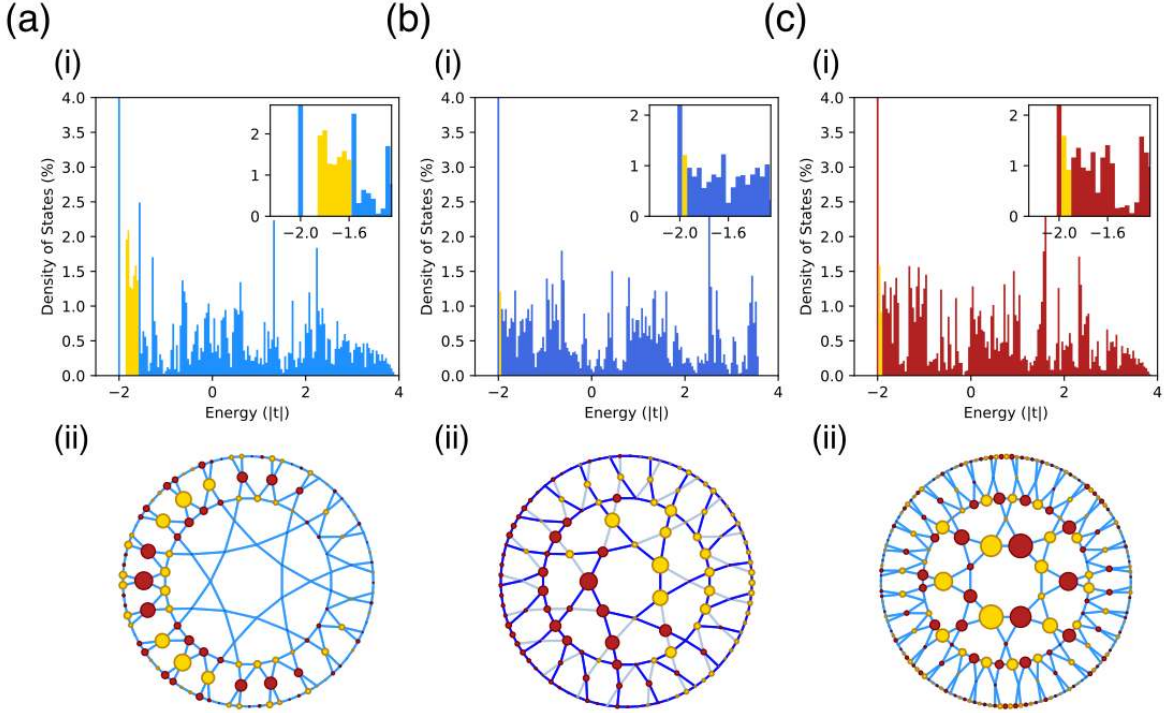 (a) (b) (c)
(i) (i) (i)
4.0 4.0 4.0
3.5 3.5 3.5
3.0 3.0 3.0
2.5 2.5 2.5
2.0 2.0 2.0
1.5 1.5 1.5
1.0 1.0 1.0
0.5 0.5 0.5
0.0 0.0 0.0
Density of States (%) Density of States (%) Density of States (%)
2 2 2
1 1 1
0 0 0
−2.0 −1.6 −2.0 −1.6 −2.0 −1.6
−2 0 2 4 −2 0 2 4 −2 0 2 4
Energy (|t|) Energy (|t|) Energy (|t|)
(ii) (ii) (ii)